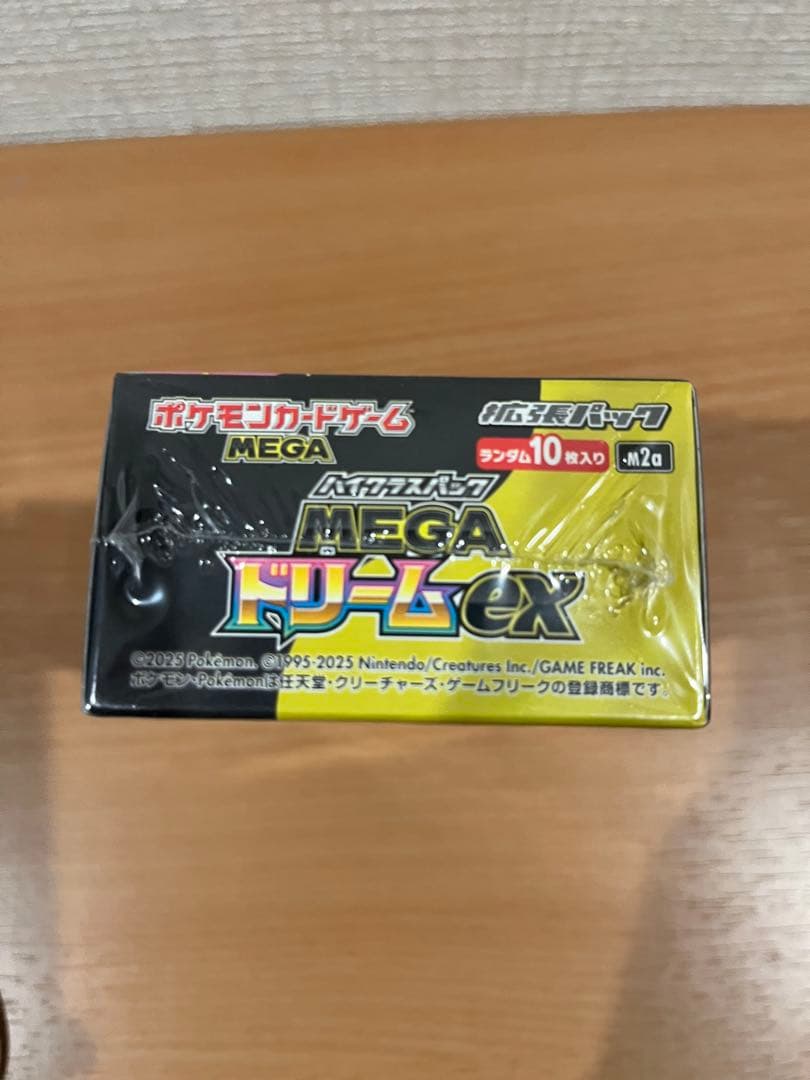 ポケモンカードゲーム
MEGA
拡張パック
ランダム10枚入り
M2a
ハイクラスパック
MEGA
ドリームex
©2025 Pokémon. ©1995-2025 Nintendo/Creatures Inc./GAME FREAK inc.
ポケモン・Pokémonは任天堂・クリーチャーズ・ゲームフリークの登録商標です。